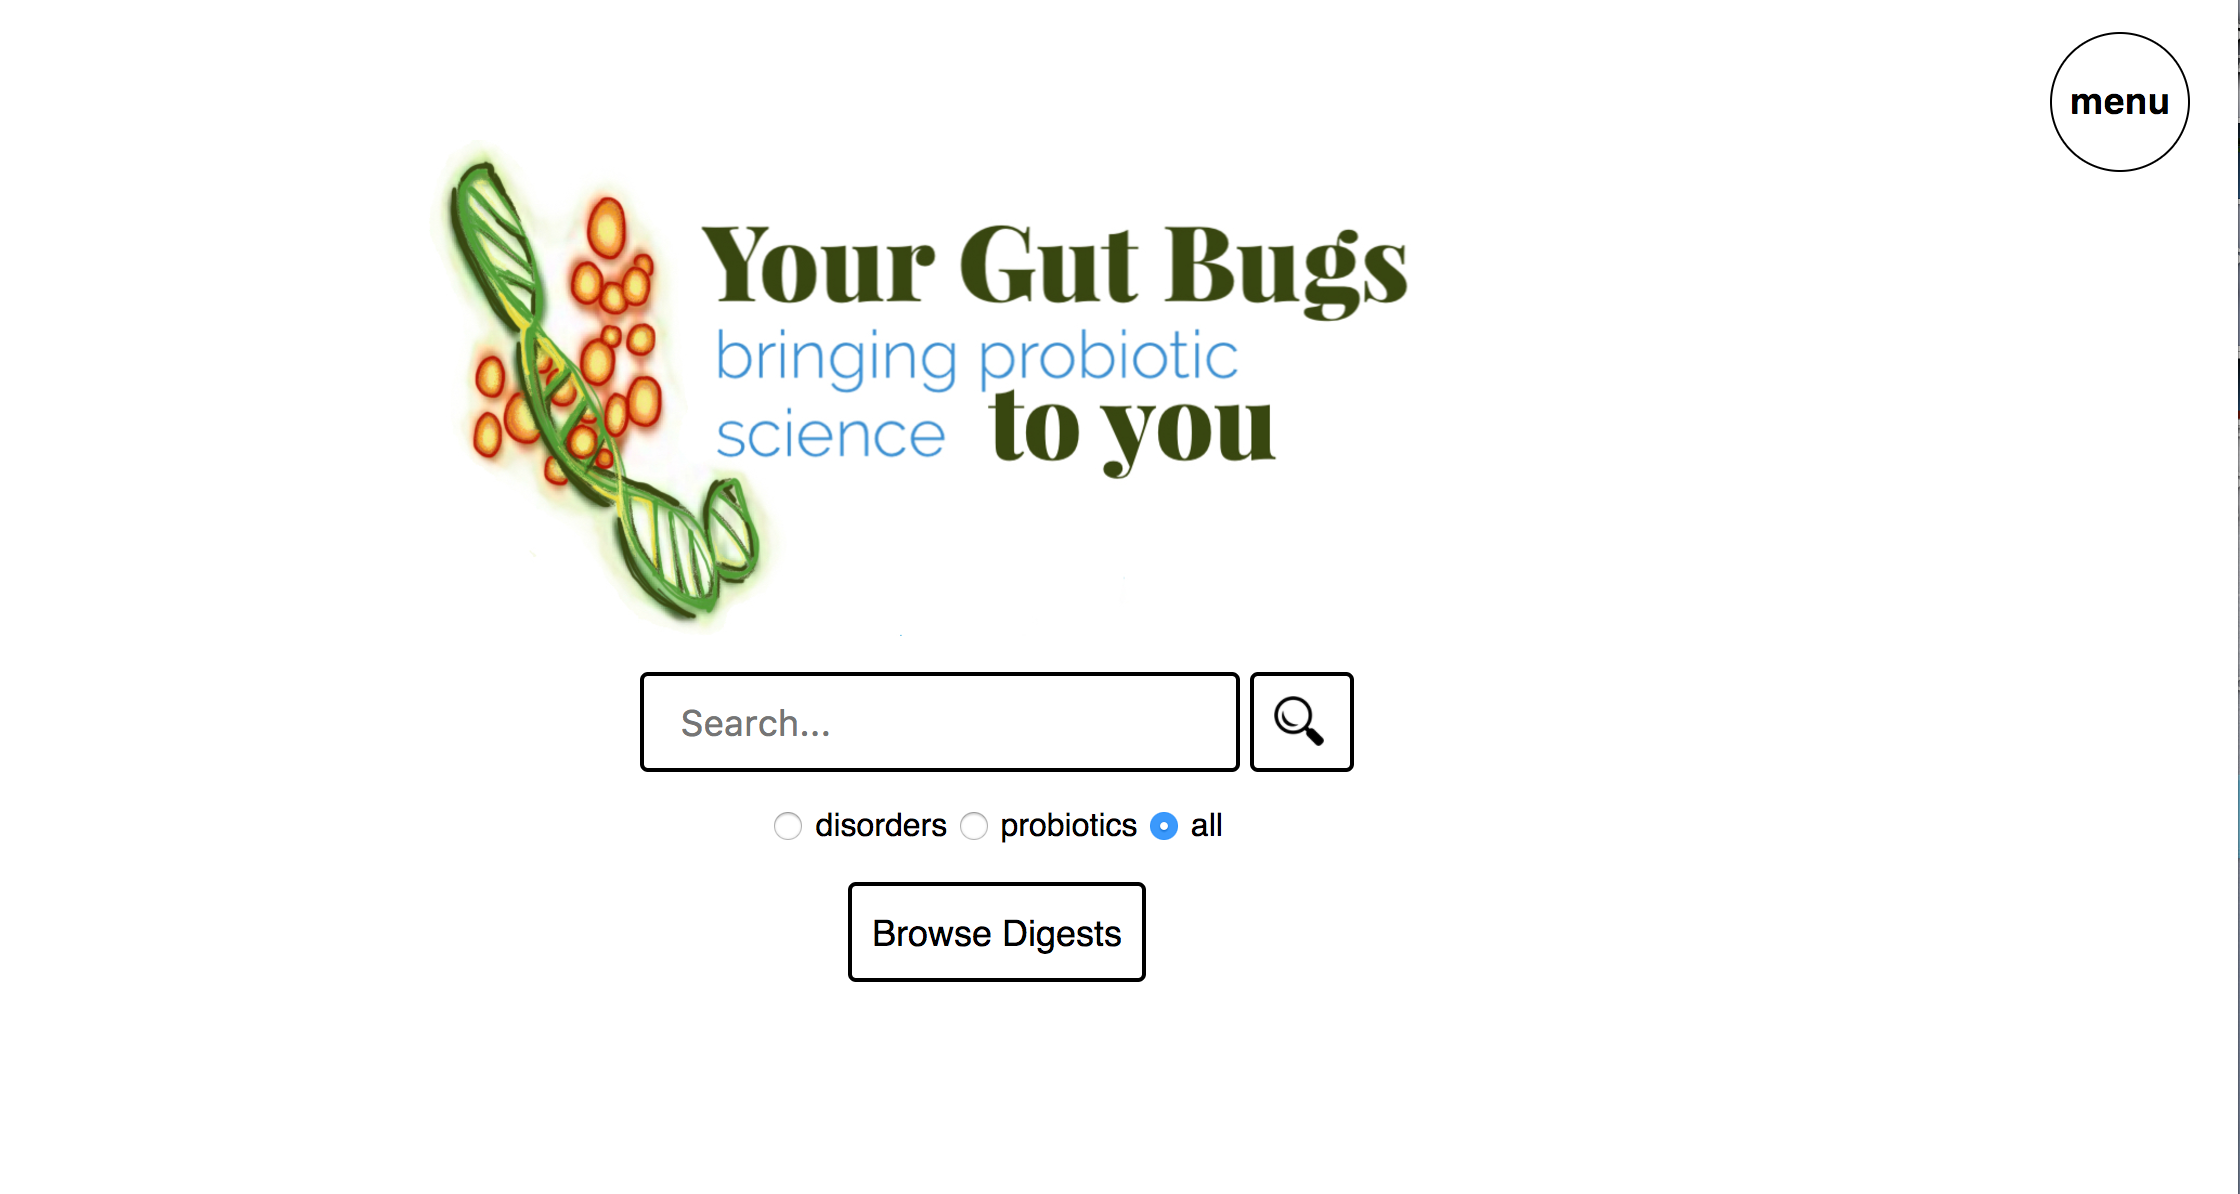 menu
Your Gut Bugs
bringing probiotic
science to you
Search...
disorders probiotics all
Browse Digests